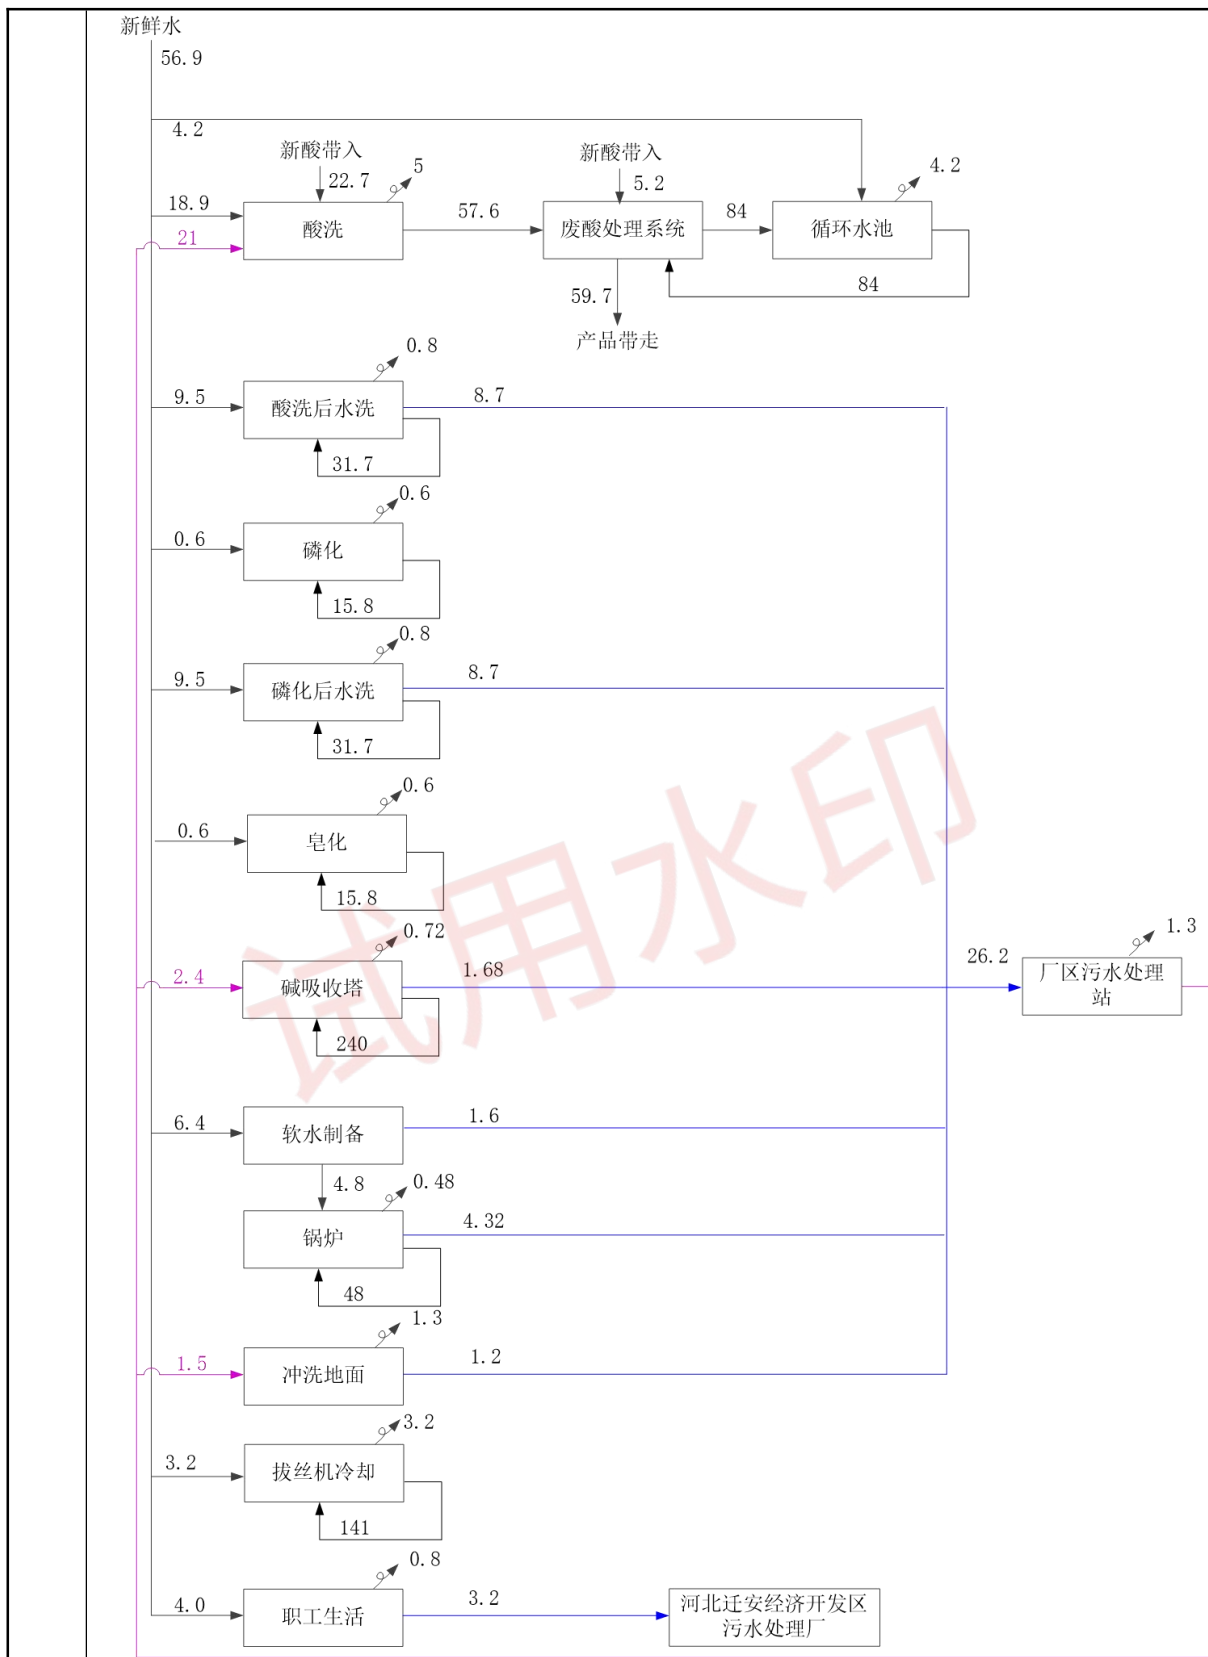 新鲜水
56.9
4.2
新酸带入
22.7
5
新酸带入
5.2
4.2
18.9
21
酸洗
57.6
废酸处理系统
84
循环水池
84
59.7
产品带走
0.8
9.5
酸洗后水洗
8.7
31.7
0.6
0.6
磷化
15.8
0.8
9.5
磷化后水洗
8.7
31.7
0.6
0.6
皂化
15.8
0.72
2.4
碱吸收塔
1.68
240
26.2
1.3
厂区污水处理
站
6.4
软水制备
1.6
4.8
0.48
锅炉
4.32
48
1.3
1.5
冲洗地面
1.2
3.2
3.2
拔丝机冷却
141
0.8
4.0
职工生活
3.2
河北迁安经济开发区
污水处理厂
试用水印